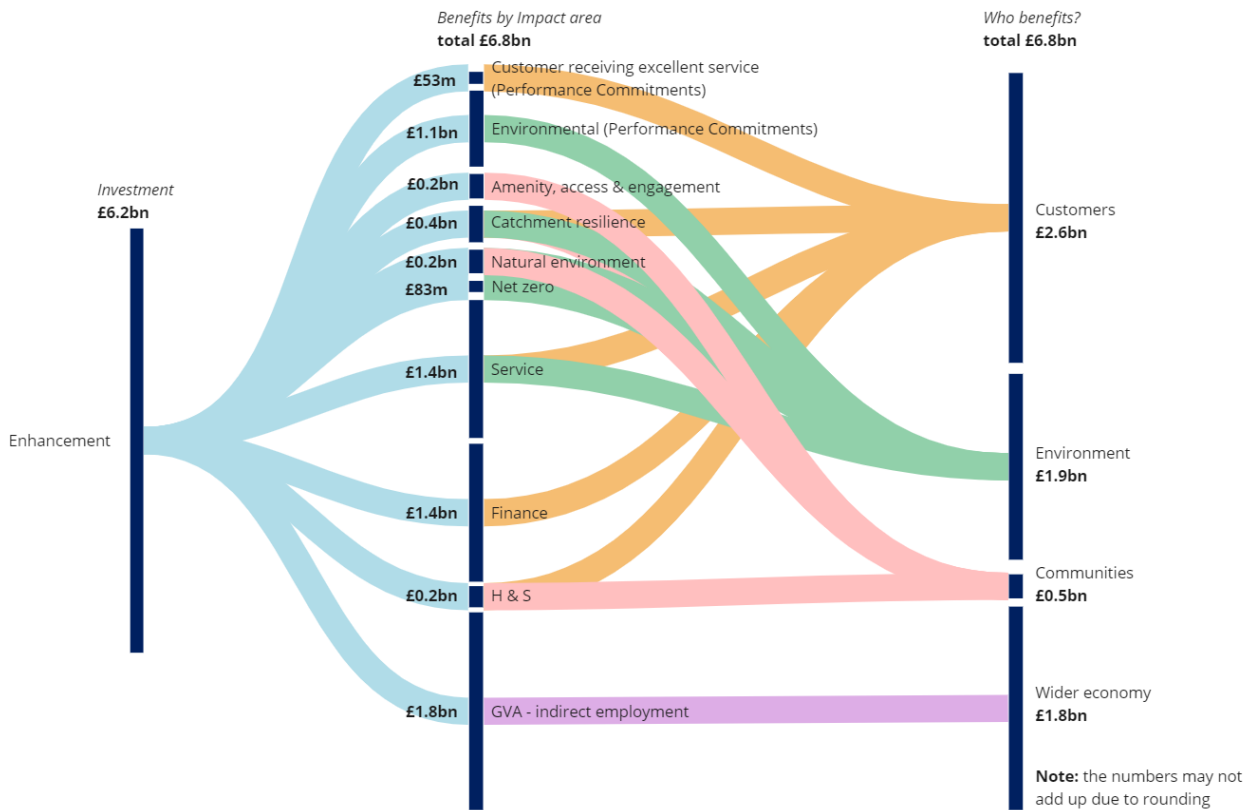 Investment
£6.2bn
Enhancement
Benefits by Impact area
total £6.8bn
£53m
Customer receiving excellent service
(Performance Commitments)
£1.1bn
Environmental (Performance Commitments)
£0.2bn
Amenity, access & engagement
£0.4bn
Catchment resilience
£0.2bn
Natural environment
£83m
Net zero
£1.4bn
Service
£1.4bn
Finance
£0.2bn
H & S
£1.8bn
GVA - indirect employment
Who benefits?
total £6.8bn
Customers
£2.6bn
Environment
£1.9bn
Communities
£0.5bn
Wider economy
£1.8bn
Note: the numbers may not
add up due to rounding